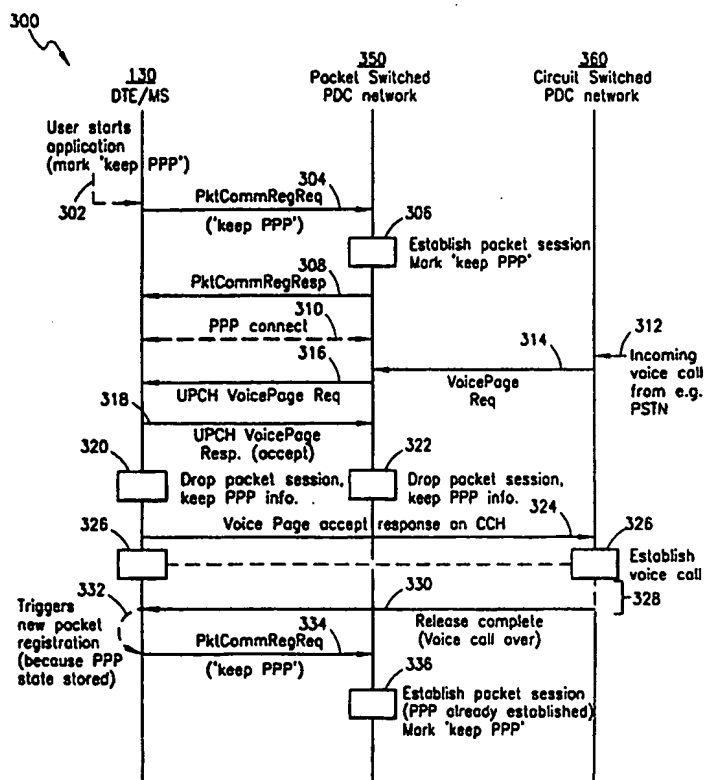 300
130
DTE/MS
350
Packet Switched
PDC network
360
Circuit Switched
PDC network
User starts
application
(mark 'keep PPP')
302
304
PktCommRegReq
('keep PPP')
306
Establish packet session
Mark 'keep PPP'
308
PktCommRegResp
310
PPP connect
312
314
Incoming
voice call
from e.g.
PSTN
316
UPCH VoicePage Req
VoicePage
Req
318
UPCH VoicePage
Resp. (accept)
320
Drop packet session,
keep PPP info.
322
Drop packet session,
keep PPP info.
324
Voice Page accept response on CCH
326
326
Establish
voice call
328
332
330
Triggers
new packet
registration
(because PPP
state stored)
Release complete
(Voice call over)
334
PktCommRegReq
('keep PPP')
336
Establish packet session
(PPP already established)
Mark 'keep PPP'